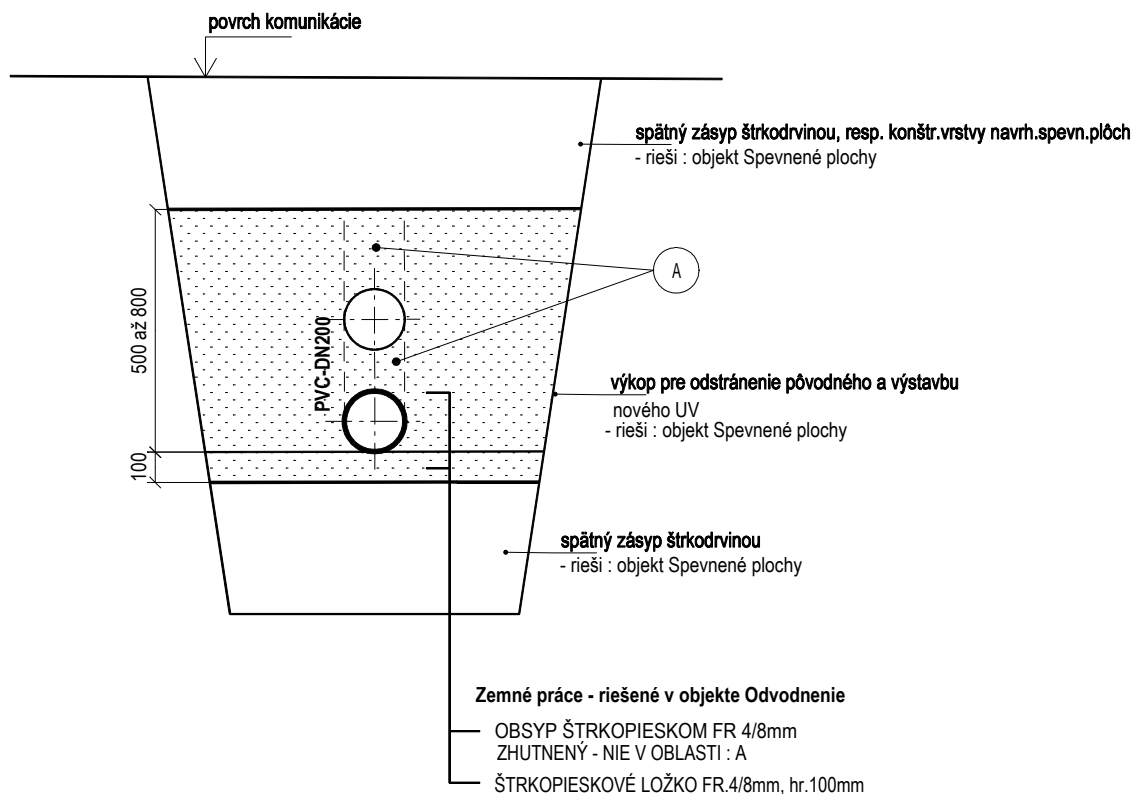 povrch komunikácie
spätný zásyp štrkodrvinou, resp. konštr.vrstvy navrh.spevn.plôch
- rieši : objekt Spevnené plochy
A
500 až 800
PVC-DN200
výkop pre odstránenie pôvodného a výstavbu
nového UV
- rieši : objekt Spevnené plochy
100
spätný zásyp štrkodrvinou
- rieši : objekt Spevnené plochy
Zemné práce - riešené v objekte Odvodnenie
OBSYP ŠTRKOPIESKOM FR 4/8mm
ZHUTNENÝ - NIE V OBLASTI : A
ŠTRKOPIESKOVÉ LOŽKO FR.4/8mm, hr.100mm